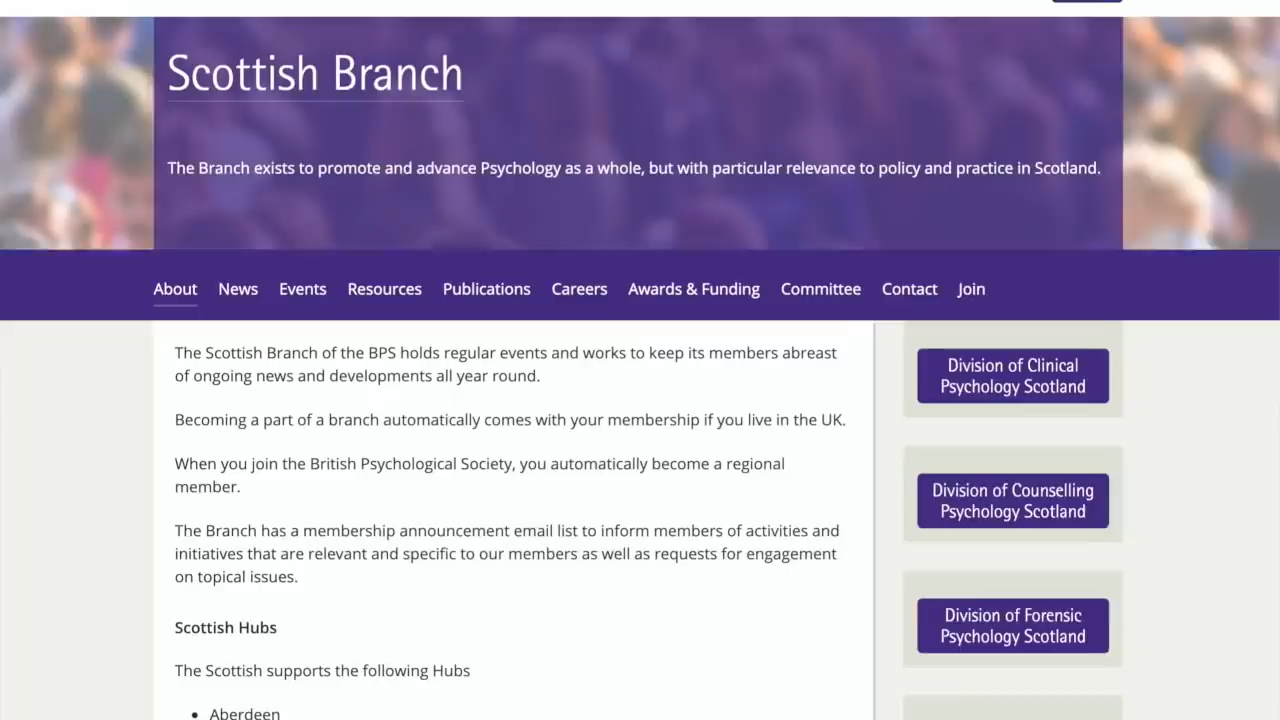 Scottish Branch
The Branch exists to promote and advance Psychology as a whole, but with particular relevance to policy and practice in Scotland.
About News Events Resources Publications Careers Awards & Funding Committee Contact Join
The Scottish Branch of the BPS holds regular events and works to keep its members abreast
of ongoing news and developments all year round.
Becoming a part of a branch automatically comes with your membership if you live in the UK.
When you join the British Psychological Society, you automatically become a regional
member.
The Branch has a membership announcement email list to inform members of activities and
initiatives that are relevant and specific to our members as well as requests for engagement
on topical issues.
Scottish Hubs
The Scottish supports the following Hubs
• Aberdeen
Division of Clinical
Psychology Scotland
Division of Counselling
Psychology Scotland
Division of Forensic
Psychology Scotland